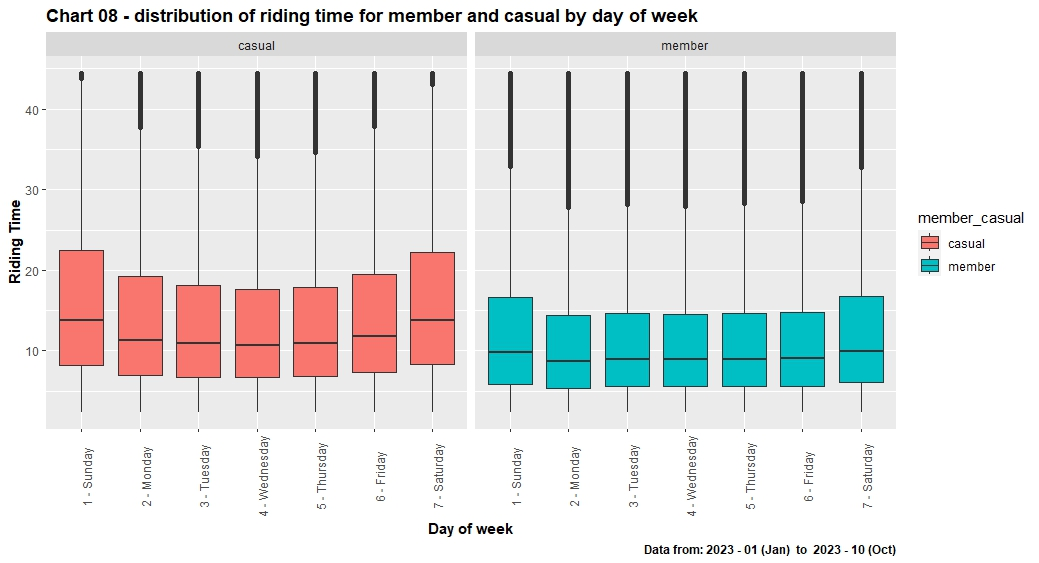 Chart 08 - distribution of riding time for member and casual by day of week
casual
member
Riding Time
40
30
20
10
1 - Sunday
2 - Monday
3 - Tuesday
4 - Wednesday
5 - Thursday
6 - Friday
7 - Saturday
1 - Sunday
2 - Monday
3 - Tuesday
4 - Wednesday
5 - Thursday
6 - Friday
7 - Saturday
Day of week
member_casual
casual
member
Data from: 2023 - 01 (Jan) to 2023 - 10 (Oct)